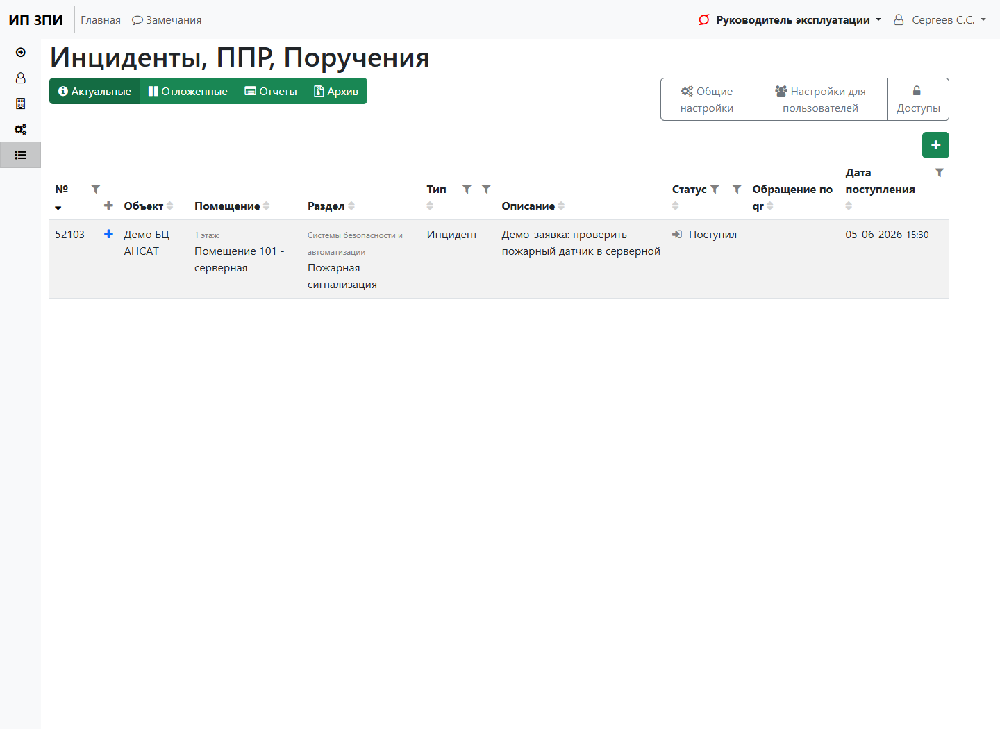 ИП ЗПИ
Главная
Замечания
Руководитель эксплуатации
Сергеев С.С.
Инциденты, ППР, Поручения
Актуальные
Отложенные
Отчеты
Архив
Общие
настройки
Настройки для
пользователей
Доступы
№
Объект
Помещение
Раздел
Тип
Описание
Статус
Обращение по
qr
Дата
поступления
52103
Демо БЦ
АНСАТ
1 этаж
Помещение 101 -
серверная
Системы безопасности и
автоматизации
Пожарная
сигнализация
Инцидент
Демо-заявка: проверить
пожарный датчик в серверной
Поступил
05-06-2026 15:30